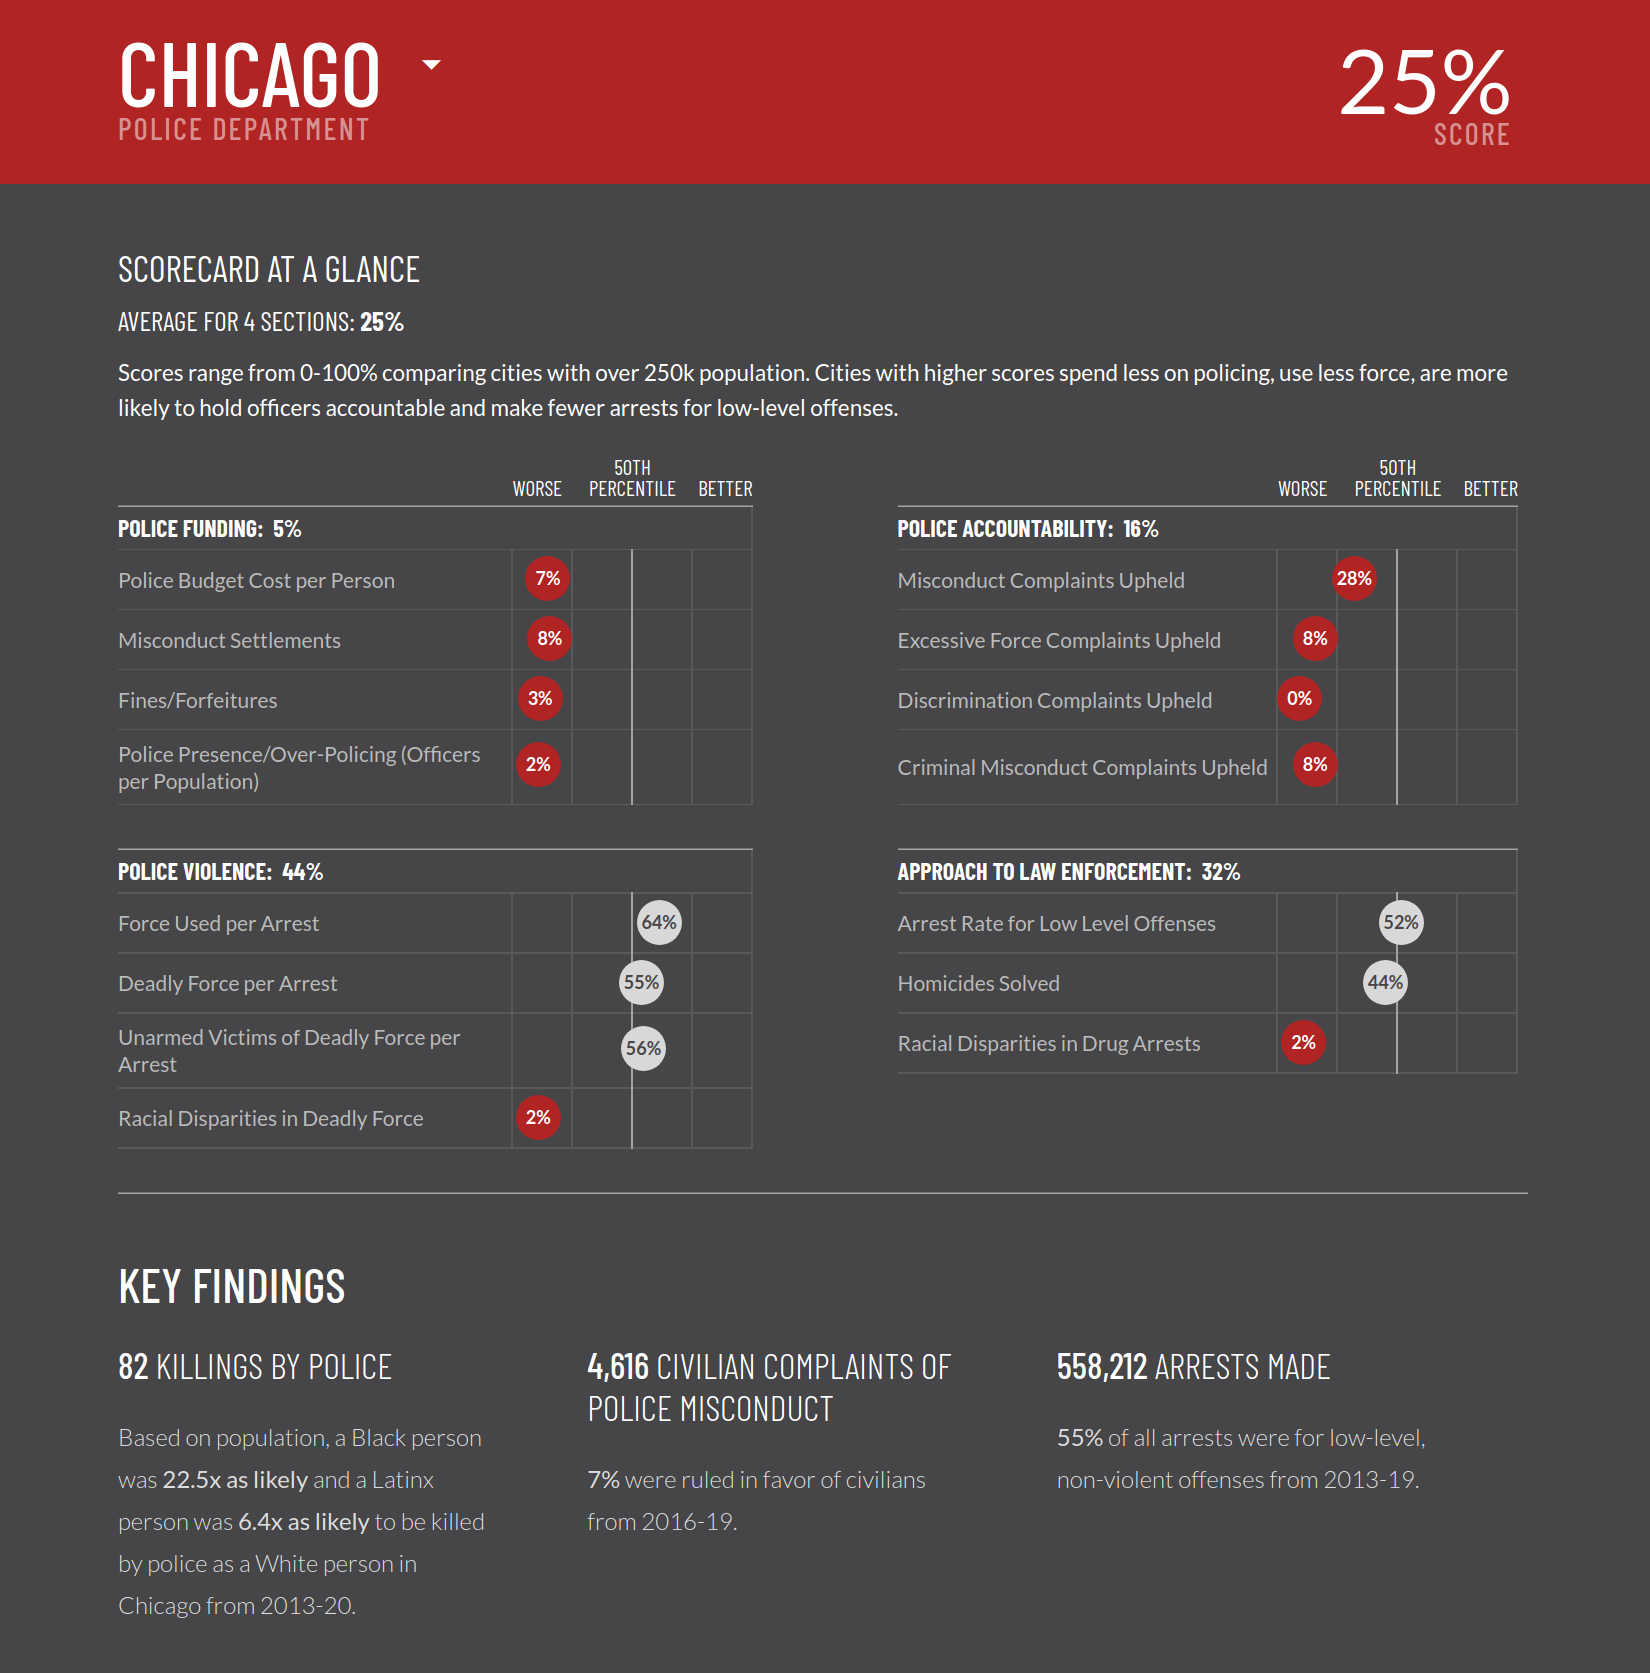 CHICAGO
POLICE DEPARTMENT
25%
SCORE
SCORECARD AT A GLANCE
AVERAGE FOR 4 SECTIONS: 25%
Scores range from 0-100% comparing cities with over 250k population. Cities with higher scores spend less on policing, use less force, are more
likely to hold officers accountable and make fewer arrests for low-level offenses.
WORSE 50TH PERCENTILE BETTER
POLICE FUNDING: 5%
Police Budget Cost per Person 7%
Misconduct Settlements 8%
Fines/Forfeitures 3%
Police Presence/Over-Policing (Officers
per Population) 2%
WORSE 50TH PERCENTILE BETTER
POLICE ACCOUNTABILITY: 16%
Misconduct Complaints Upheld 28%
Excessive Force Complaints Upheld 8%
Discrimination Complaints Upheld 0%
Criminal Misconduct Complaints Upheld 8%
POLICE VIOLENCE: 44%
Force Used per Arrest 64%
Deadly Force per Arrest 55%
Unarmed Victims of Deadly Force per
Arrest 56%
Racial Disparities in Deadly Force 2%
APPROACH TO LAW ENFORCEMENT: 32%
Arrest Rate for Low Level Offenses 52%
Homicides Solved 44%
Racial Disparities in Drug Arrests 2%
KEY FINDINGS
82 KILLINGS BY POLICE
Based on population, a Black person
was 22.5x as likely and a Latinx
person was 6.4x as likely to be killed
by police as a White person in
Chicago from 2013-20.
4,616 CIVILIAN COMPLAINTS OF
POLICE MISCONDUCT
7% were ruled in favor of civilians
from 2016-19.
558,212 ARRESTS MADE
55% of all arrests were for low-level,
non-violent offenses from 2013-19.